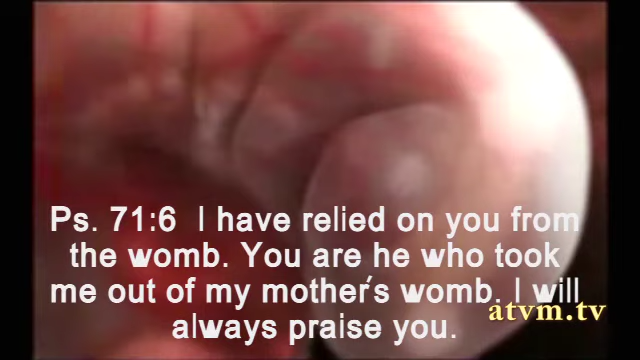 Ps. 71:6  I have relied on you from
the womb. You are he who took
me out of my mother's womb. I will
always praise you.
atvm.tv